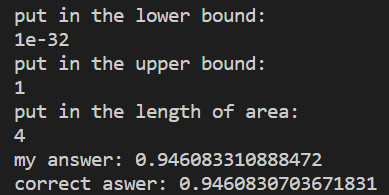 put in the lower bound:
1e-32
put in the upper bound:
1
put in the length of area:
4
my answer: 0.946083310888472
correct aswer: 0.9460830703671831